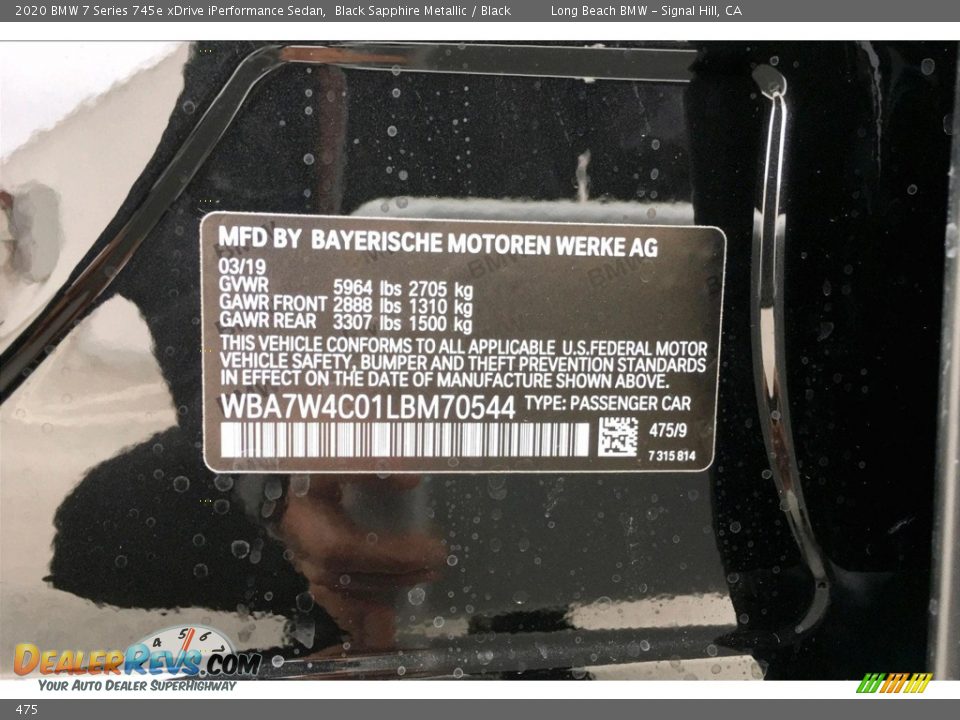 2020 BMW 7 Series 745e xDrive iPerformance Sedan,  Black Sapphire Metallic / Black  Long Beach BMW - Signal Hill, CA
MFD BY BAYERISCHE MOTOREN WERKE AG
03/19
GVWR 5964 lbs 2705 kg
GAWR FRONT 2888 lbs 1310 kg
GAWR REAR 3307 lbs 1500 kg
THIS VEHICLE CONFORMS TO ALL APPLICABLE U.S.FEDERAL MOTOR
VEHICLE SAFETY, BUMPER AND THEFT PREVENTION STANDARDS
IN EFFECT ON THE DATE OF MANUFACTURE SHOWN ABOVE.
WBA7W4C01LBM70544 TYPE: PASSENGER CAR
475/9
7 315 814
4 5 6
DealerRevs.com
Your Auto Dealer SuperHighway
475